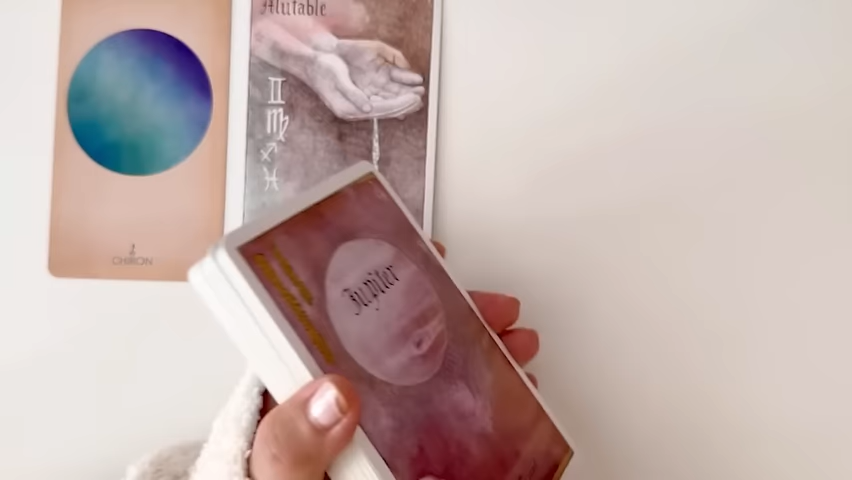 Mutable
♊
♍
♐
♓
⚷
CHIRON
Jupiter